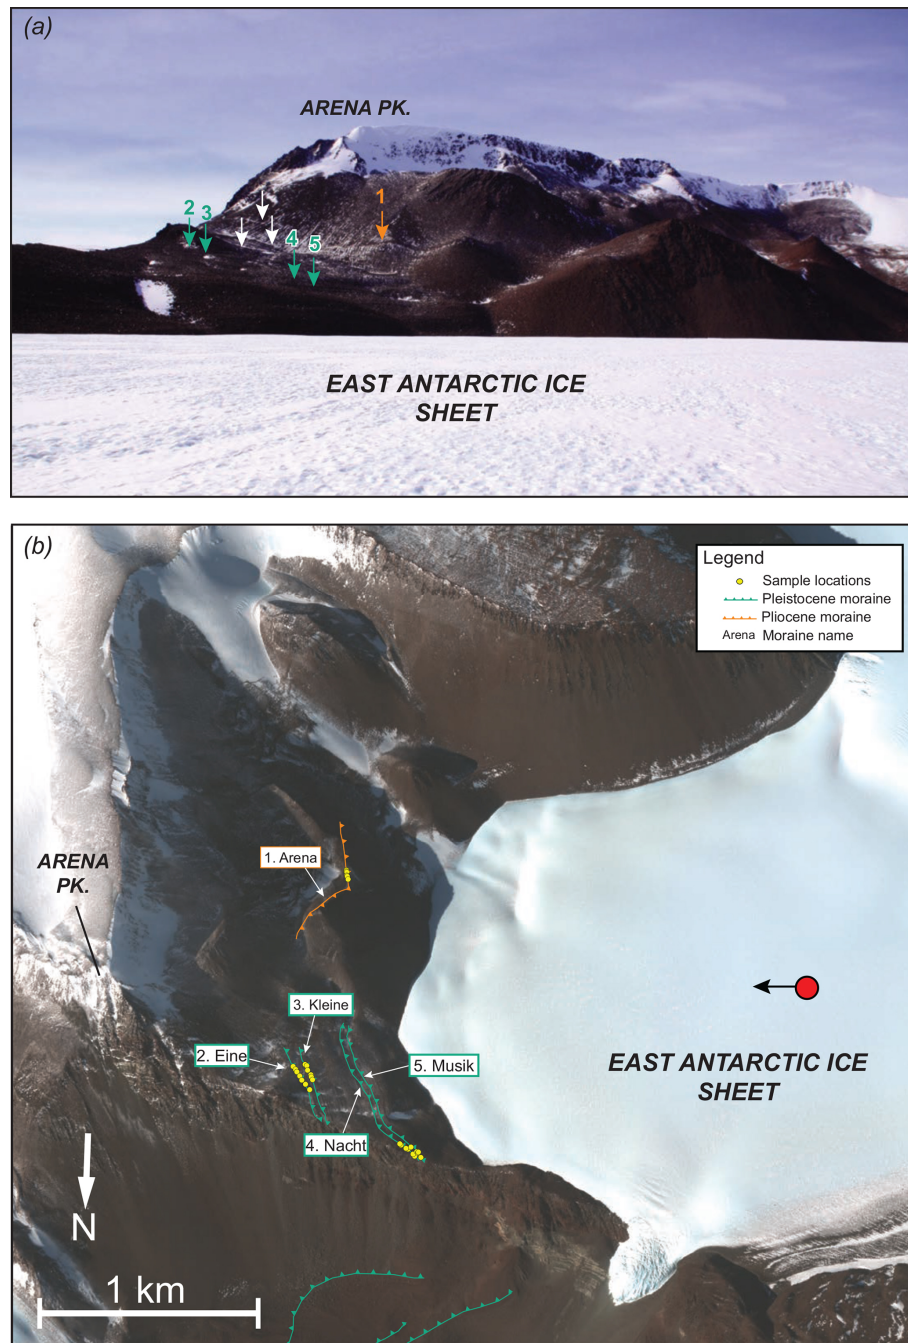 (a)
ARENA PK.
1
2
3
4
5
EAST ANTARCTIC ICE
SHEET
(b)
Legend
Sample locations
Pleistocene moraine
Pliocene moraine
Arena Moraine name
1. Arena
ARENA
PK.
3. Kleine
2. Eine
5. Musik
EAST ANTARCTIC ICE
SHEET
4. Nacht
N
1 km